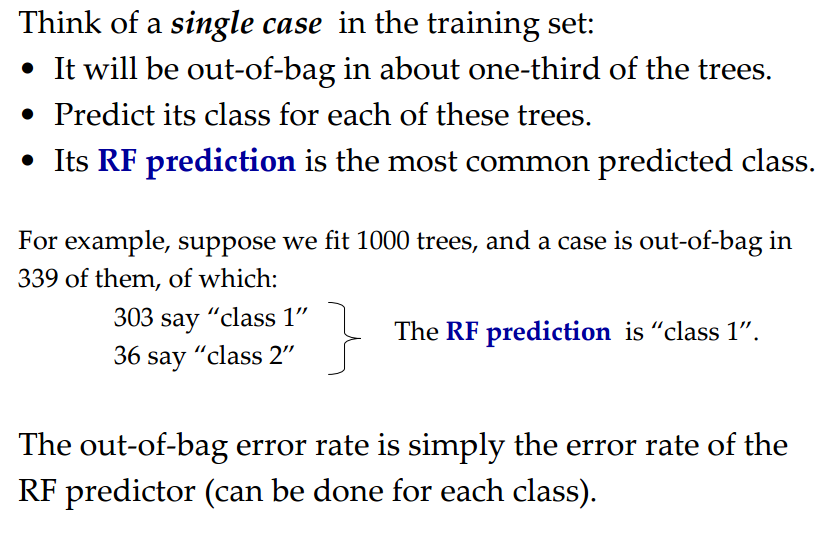 Think of a single case in the training set:
• It will be out-of-bag in about one-third of the trees.
• Predict its class for each of these trees.
• Its RF prediction is the most common predicted class.
For example, suppose we fit 1000 trees, and a case is out-of-bag in
339 of them, of which:
303 say “class 1”
36 say “class 2”
The RF prediction is “class 1”.
The out-of-bag error rate is simply the error rate of the
RF predictor (can be done for each class).